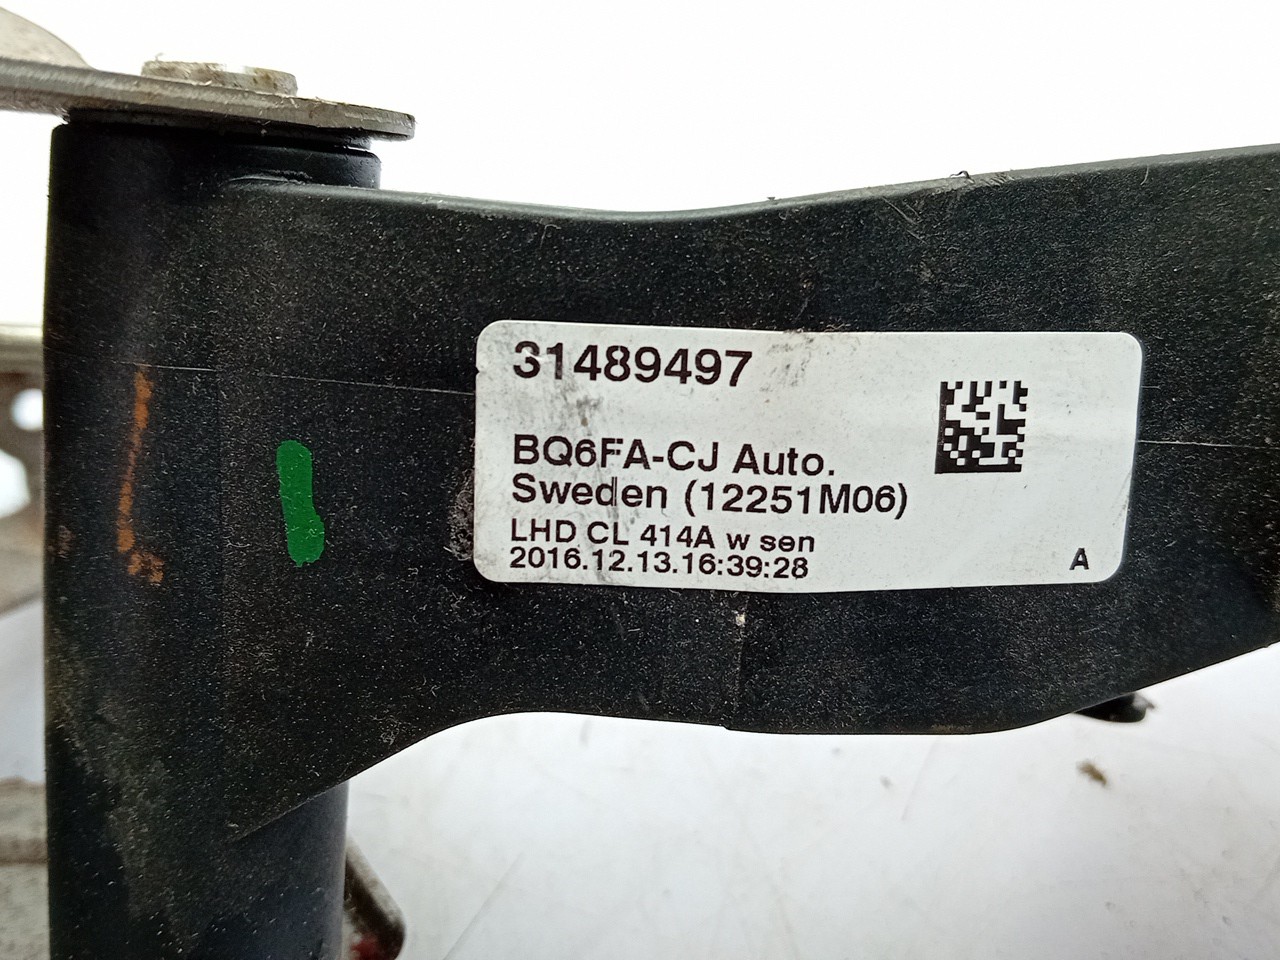 31489497
BQ6FA-CJ Auto.
Sweden (12251M06)
LHD CL 414A w sen
2016.12.13.16:39:28
A